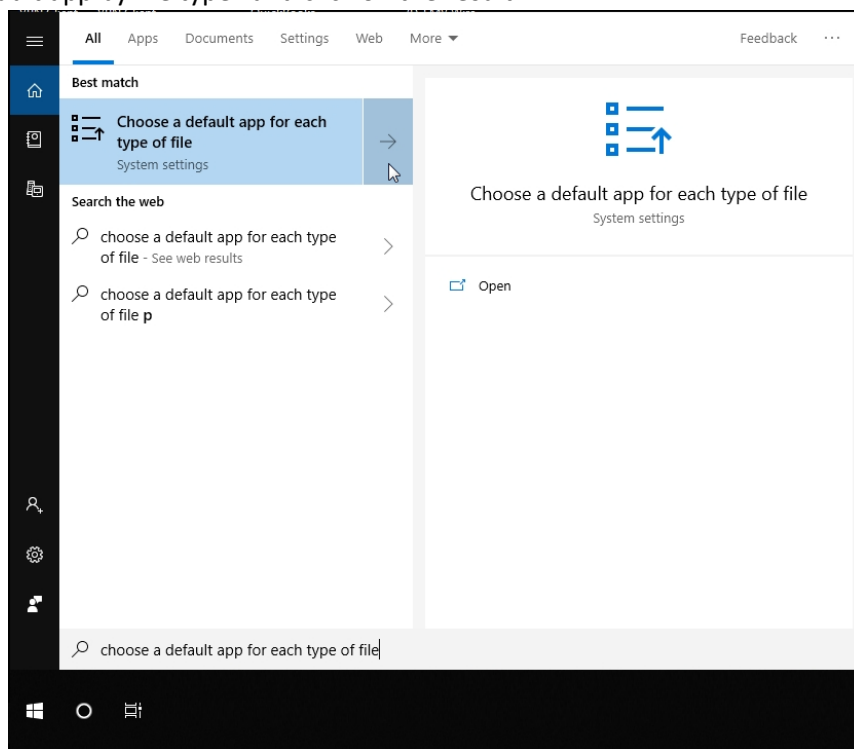 All Apps Documents Settings Web More Feedback ...
Best match
Choose a default app for each
type of file
System settings
Search the web
choose a default app for each type
of file - See web results
choose a default app for each type
of file p
Choose a default app for each type of file
System settings
Open
choose a default app for each type of file